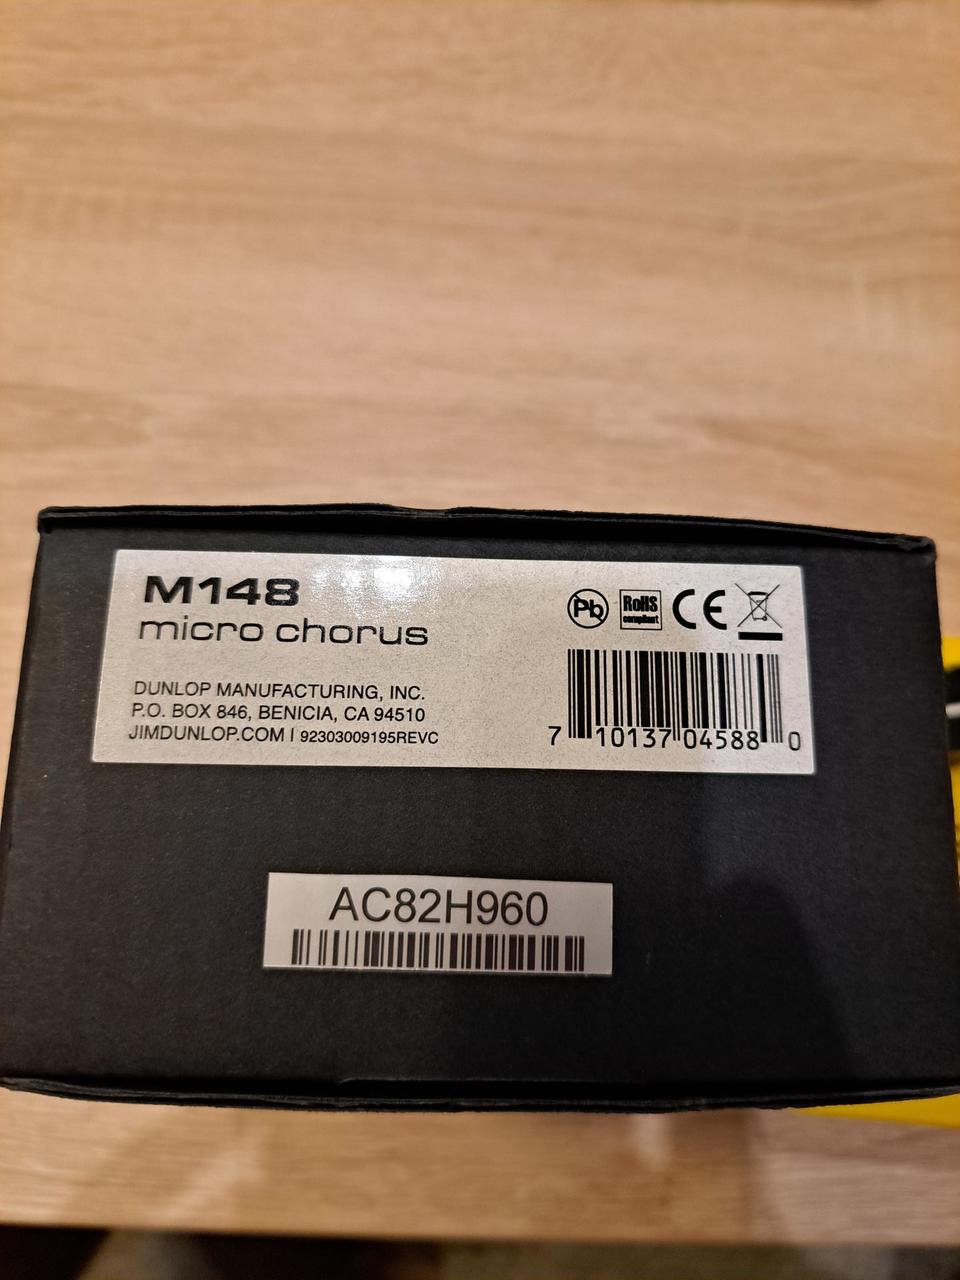 M148
micro chorus
DUNLOP MANUFACTURING, INC.
P.O. BOX 846, BENICIA, CA 94510
JIMDUNLOP.COM | 92303009195REVC
Pb
RoHS
compliant
CE
7 10137 04588 0
AC82H960